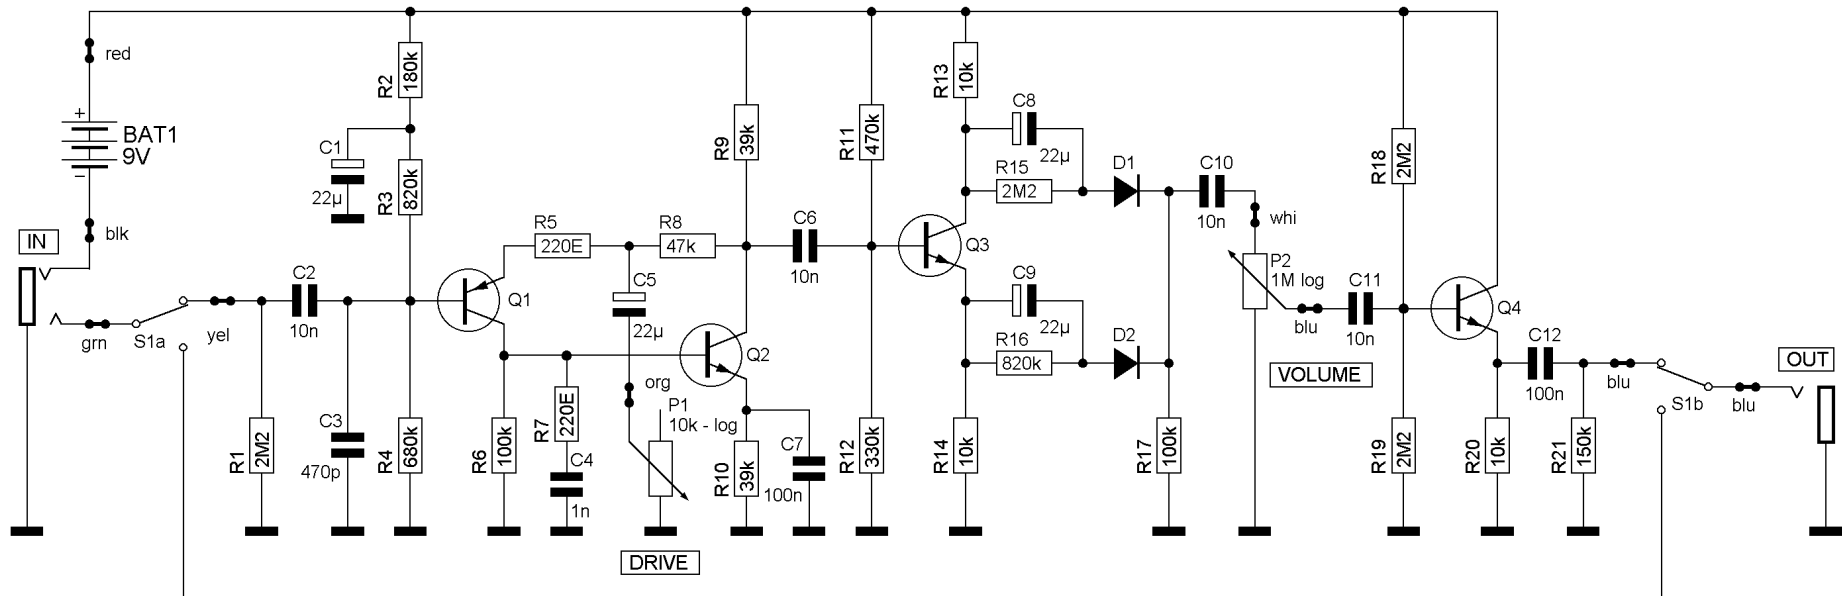 red
+
BAT1
9V
−
blk
IN
grn
S1a
yel
R1
2M2
C2
10n
C3
470p
R2
180k
C1
22µ
R3
820k
R4
680k
Q1
R5
220E
R6
100k
R7
220E
C4
1n
C5
22µ
R8
47k
org
P1
10k - log
DRIVE
Q2
R9
39k
R10
39k
C7
100n
C6
10n
R11
470k
R12
330k
Q3
R13
10k
R14
10k
C8
22µ
R15
2M2
D1
C9
22µ
R16
820k
D2
R17
100k
C10
10n
whi
P2
1M log
blu
VOLUME
C11
10n
R18
2M2
R19
2M2
Q4
R20
10k
C12
100n
R21
150k
blu
S1b
blu
OUT